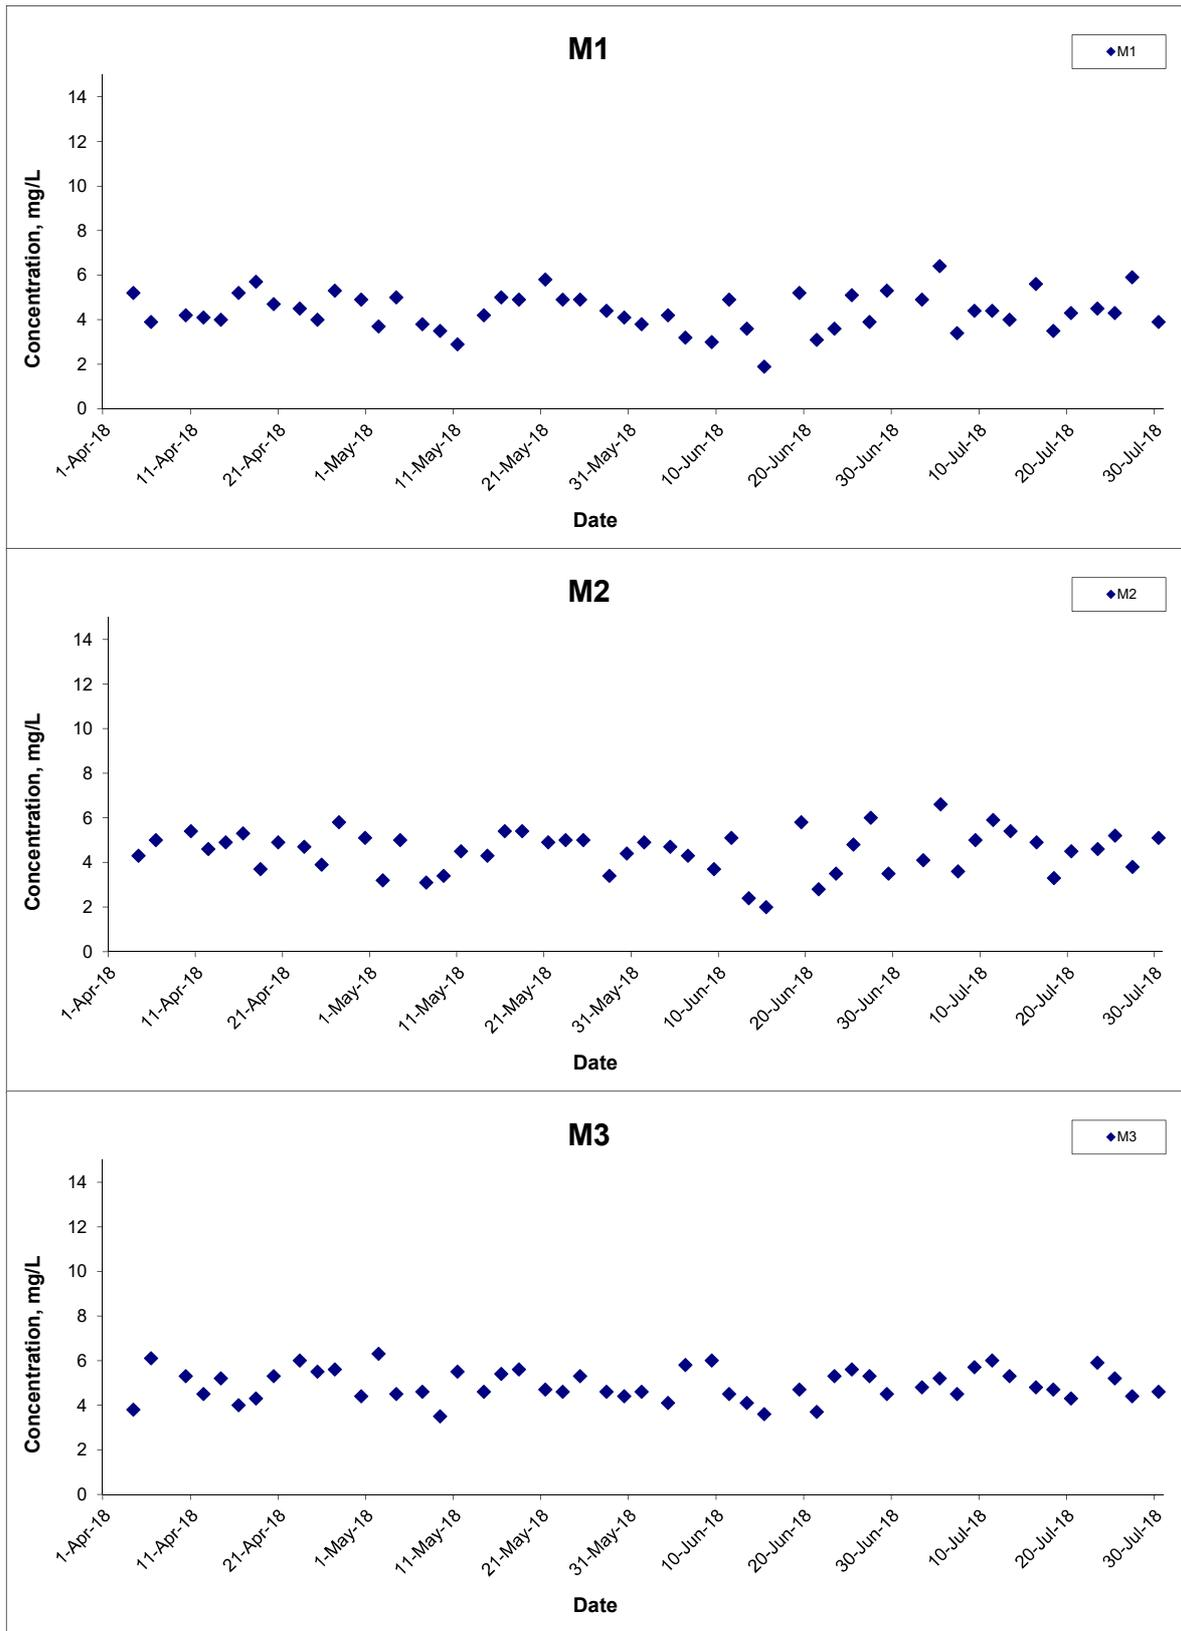 M1
M1
14
12
10
8
6
4
2
0
Concentration, mg/L
1-Apr-18 11-Apr-18 21-Apr-18 1-May-18 11-May-18 21-May-18 31-May-18 10-Jun-18 20-Jun-18 30-Jun-18 10-Jul-18 20-Jul-18 30-Jul-18
Date
M2
M2
14
12
10
8
6
4
2
0
Concentration, mg/L
1-Apr-18 11-Apr-18 21-Apr-18 1-May-18 11-May-18 21-May-18 31-May-18 10-Jun-18 20-Jun-18 30-Jun-18 10-Jul-18 20-Jul-18 30-Jul-18
Date
M3
M3
14
12
10
8
6
4
2
0
Concentration, mg/L
1-Apr-18 11-Apr-18 21-Apr-18 1-May-18 11-May-18 21-May-18 31-May-18 10-Jun-18 20-Jun-18 30-Jun-18 10-Jul-18 20-Jul-18 30-Jul-18
Date